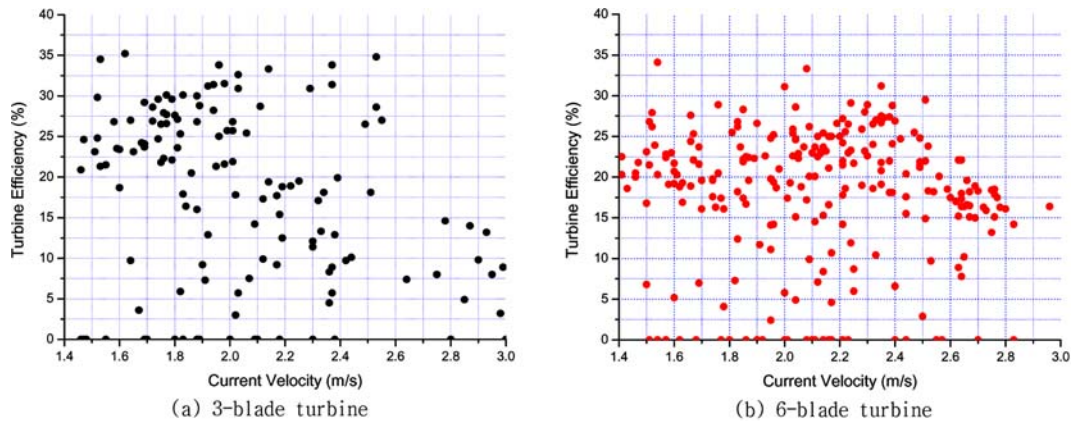 40
35
30
25
20
15
10
5
0
Turbine Efficiency (%)
1.4 1.6 1.8 2.0 2.2 2.4 2.6 2.8 3.0
Current Velocity (m/s)
(a) 3-blade turbine
40
35
30
25
20
15
10
5
0
Turbine Efficiency (%)
1.4 1.6 1.8 2.0 2.2 2.4 2.6 2.8 3.0
Current Velocity (m/s)
(b) 6-blade turbine